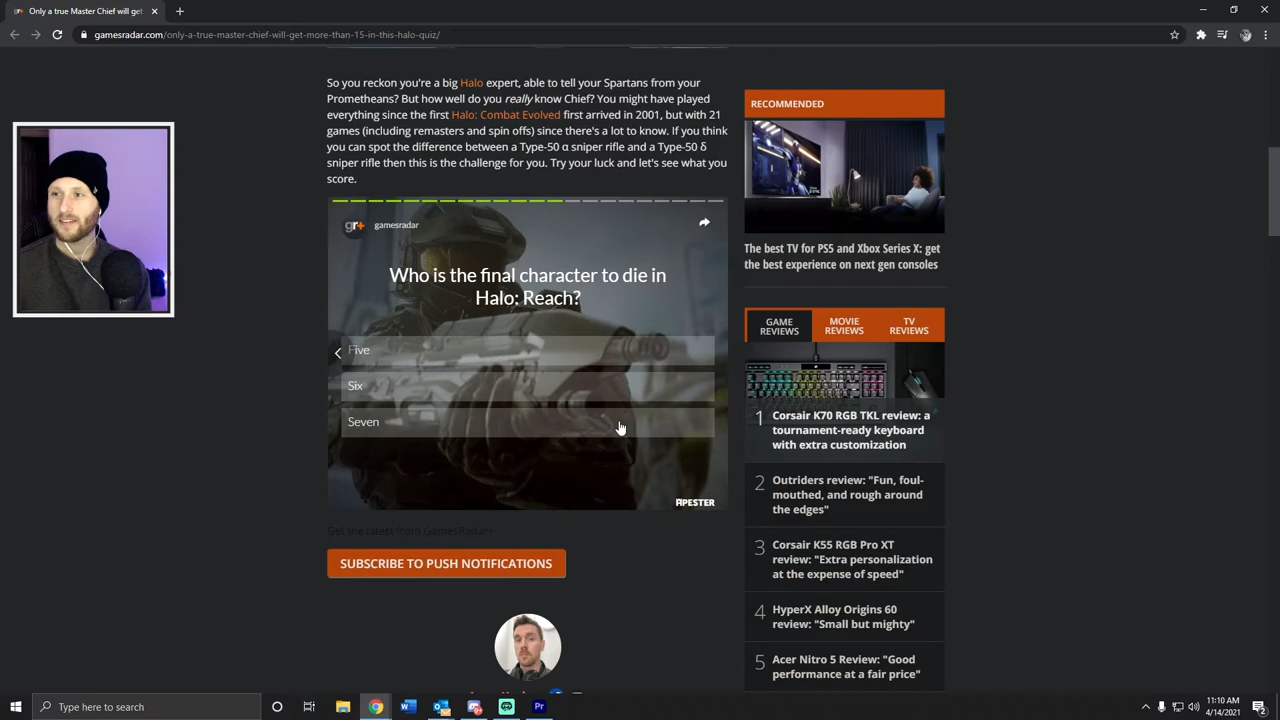 Only a true Master Chief will get
gamesradar.com/only-a-true-master-chief-will-get-more-than-15-in-this-halo-quiz/
So you reckon you're a big Halo expert, able to tell your Spartans from your
Prometheans? But how well do you really know Chief? You might have played
everything since the first Halo: Combat Evolved first arrived in 2001, but with 21
games (including remasters and spin offs) since there's a lot to know. If you think
you can spot the difference between a Type-50 α sniper rifle and a Type-50 δ
sniper rifle then this is the challenge for you. Try your luck and let's see what you
score.
gr+ gamesradar
Who is the final character to die in
Halo: Reach?
Five
Six
Seven
APESTER
Get the latest from GamesRadar+
SUBSCRIBE TO PUSH NOTIFICATIONS
RECOMMENDED
The best TV for PS5 and Xbox Series X: get
the best experience on next gen consoles
GAME
REVIEWS
MOVIE
REVIEWS
TV
REVIEWS
1 Corsair K70 RGB TKL review: a
tournament-ready keyboard
with extra customization
2 Outriders review: "Fun, foul-
mouthed, and rough around
the edges"
3 Corsair K55 RGB Pro XT
review: "Extra personalization
at the expense of speed"
4 HyperX Alloy Origins 60
review: "Small but mighty"
5 Acer Nitro 5 Review: "Good
performance at a fair price"
Type here to search
11:10 AM
4/14/2021